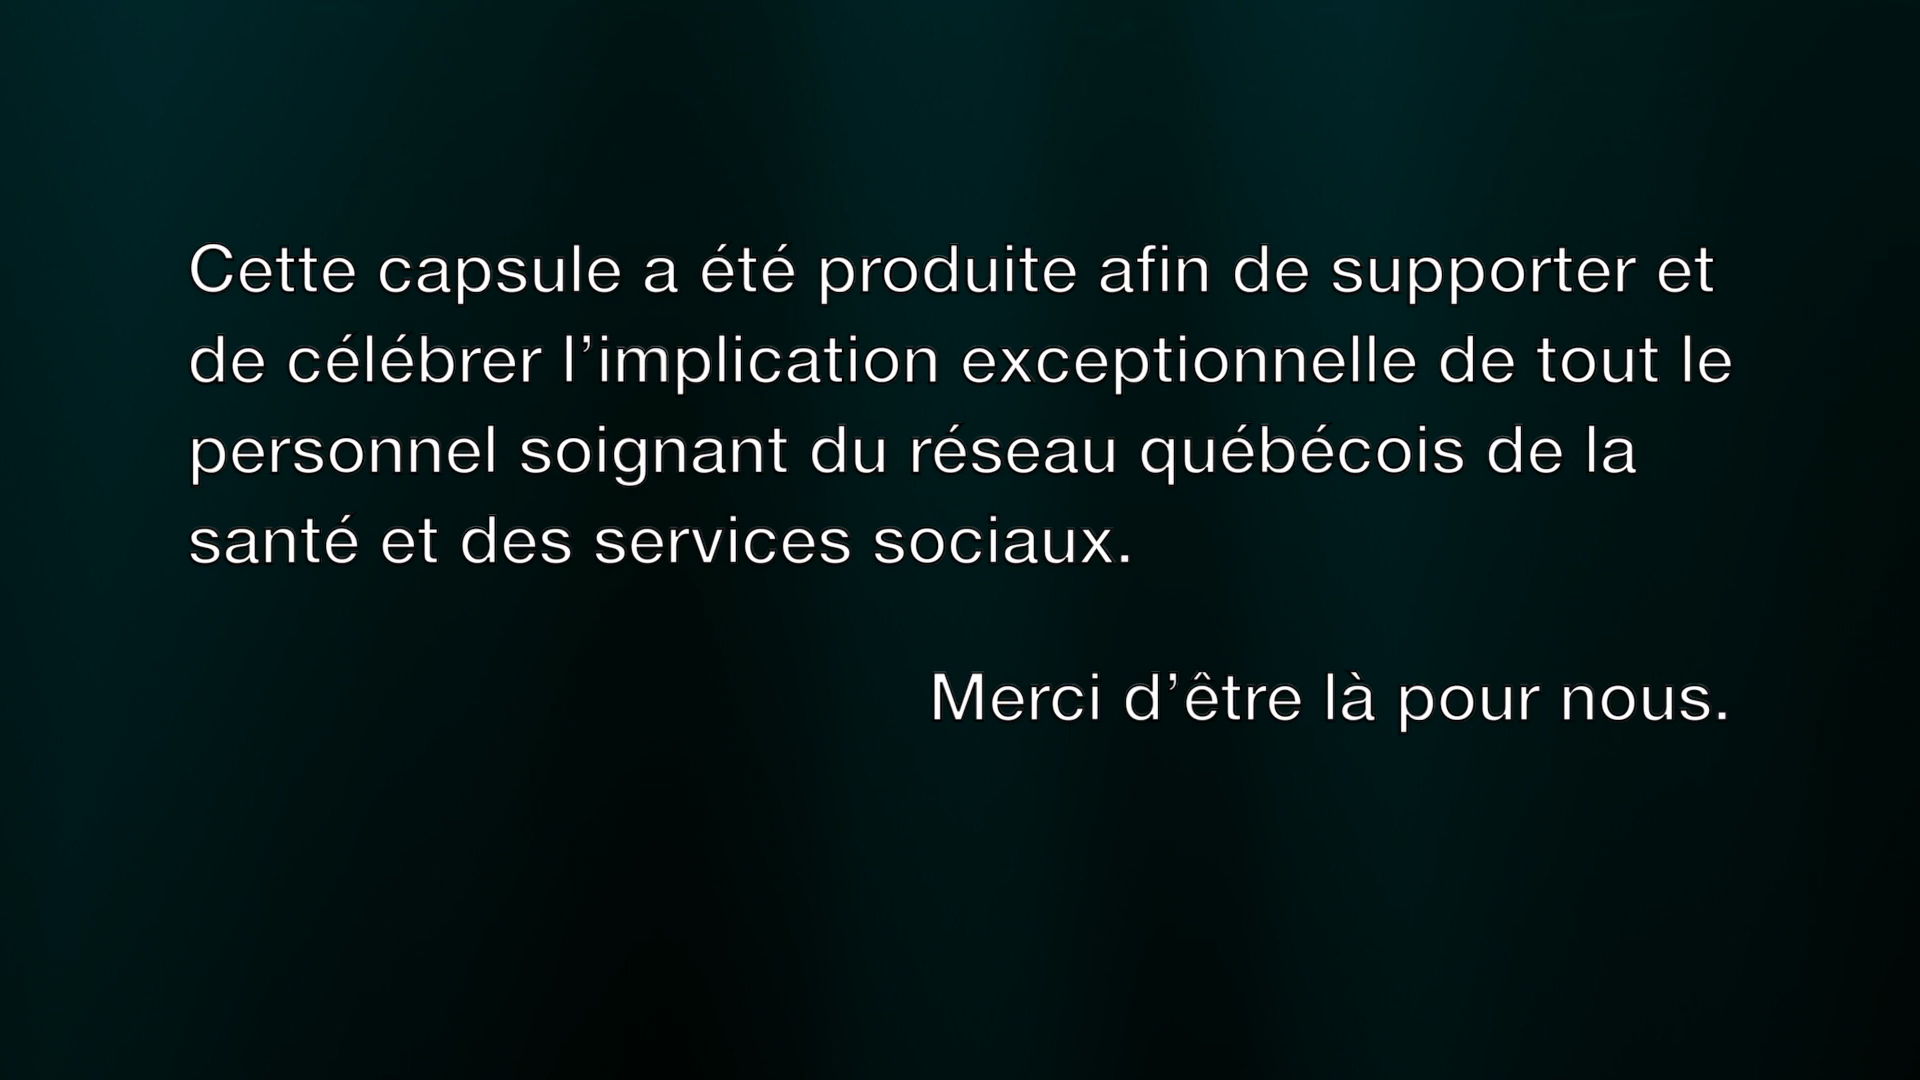 Cette capsule a été produite afin de supporter et
de célébrer l’implication exceptionnelle de tout le
personnel soignant du réseau québécois de la
santé et des services sociaux.
Merci d’être là pour nous.